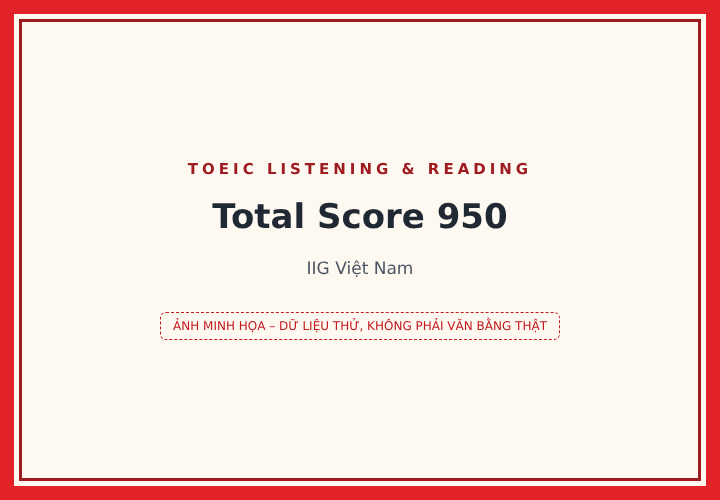 TOEIC LISTENING & READING
Total Score 950
IIG Việt Nam
ẢNH MINH HỌA – DỮ LIỆU THỬ, KHÔNG PHẢI VĂN BẰNG THẬT